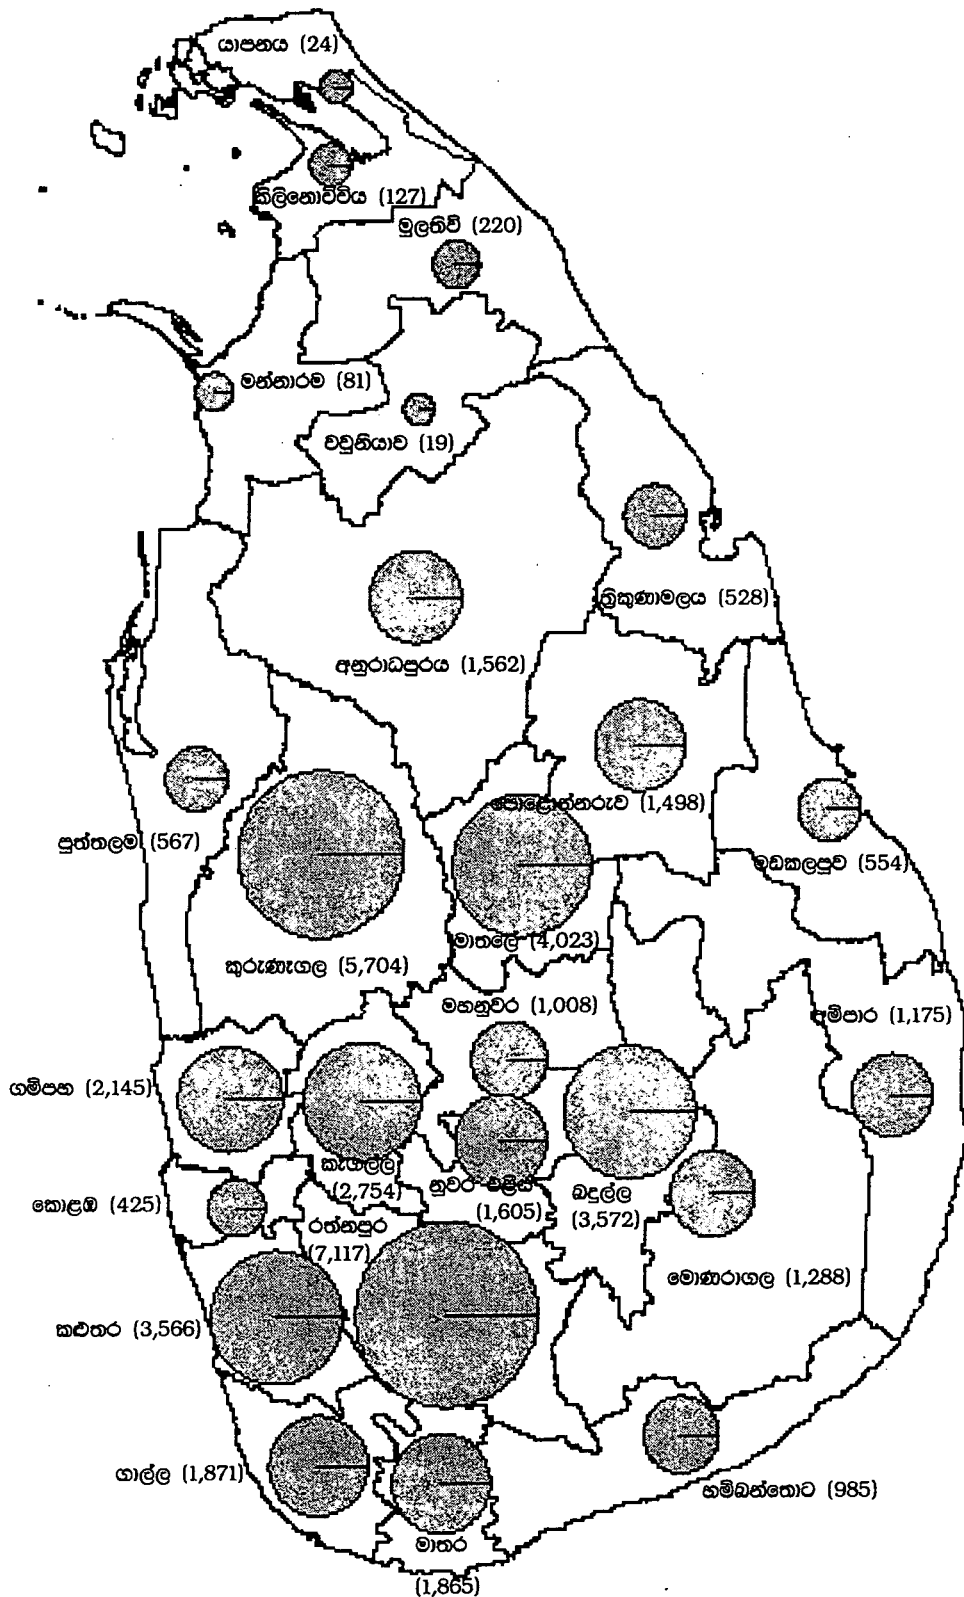 යාපනය (24)
කිලිනොච්චිය (127)
මුලතිව් (220)
මන්නාරම (81)
වවුනියාව (19)
ත්‍රිකුණාමලය (528)
අනුරාධපුරය (1,562)
පොළොන්නරුව (1,498)
පුත්තලම (567)
මඩකලපුව (554)
මාතලේ (4,023)
කුරුණෑගල (5,704)
මහනුවර (1,008)
අම්පාර (1,175)
ගම්පහ (2,145)
කෑගල්ල
(2,754)
නුවර එළිය
(1,605)
බදුල්ල
(3,572)
කොළඹ (425)
රත්නපුර
(7,117)
මොණරාගල (1,288)
කළුතර (3,566)
ගාල්ල (1,871)
හම්බන්තොට (985)
මාතර
(1,865)